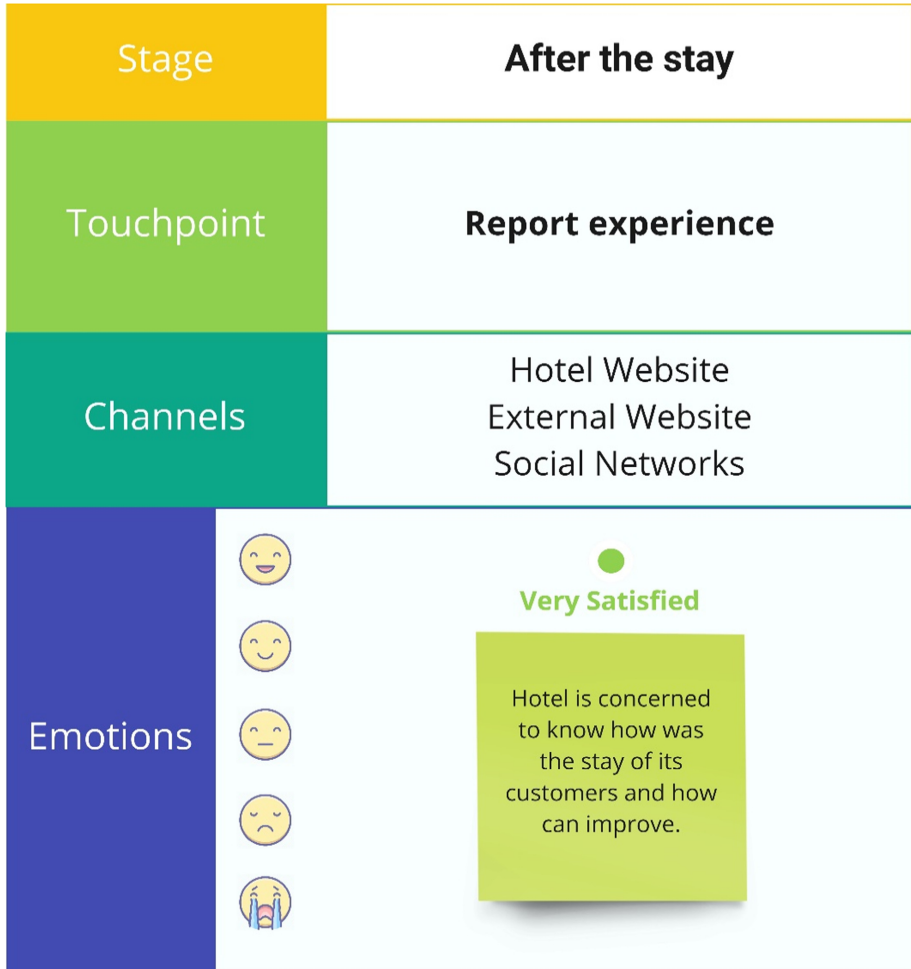 Stage
After the stay
Touchpoint
Report experience
Channels
Hotel Website
External Website
Social Networks
Emotions
Very Satisfied
Hotel is concerned
to know how was
the stay of its
customers and how
can improve.